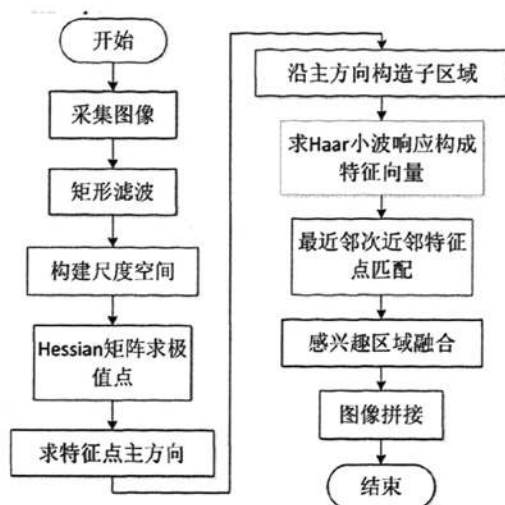 开始
采集图像
矩形滤波
构建尺度空间
Hessian矩阵求极
值点
求特征点主方向
沿主方向构造子区域
求Haar小波响应构成
特征向量
最近邻次近邻特征
点匹配
感兴趣区域融合
图像拼接
结束